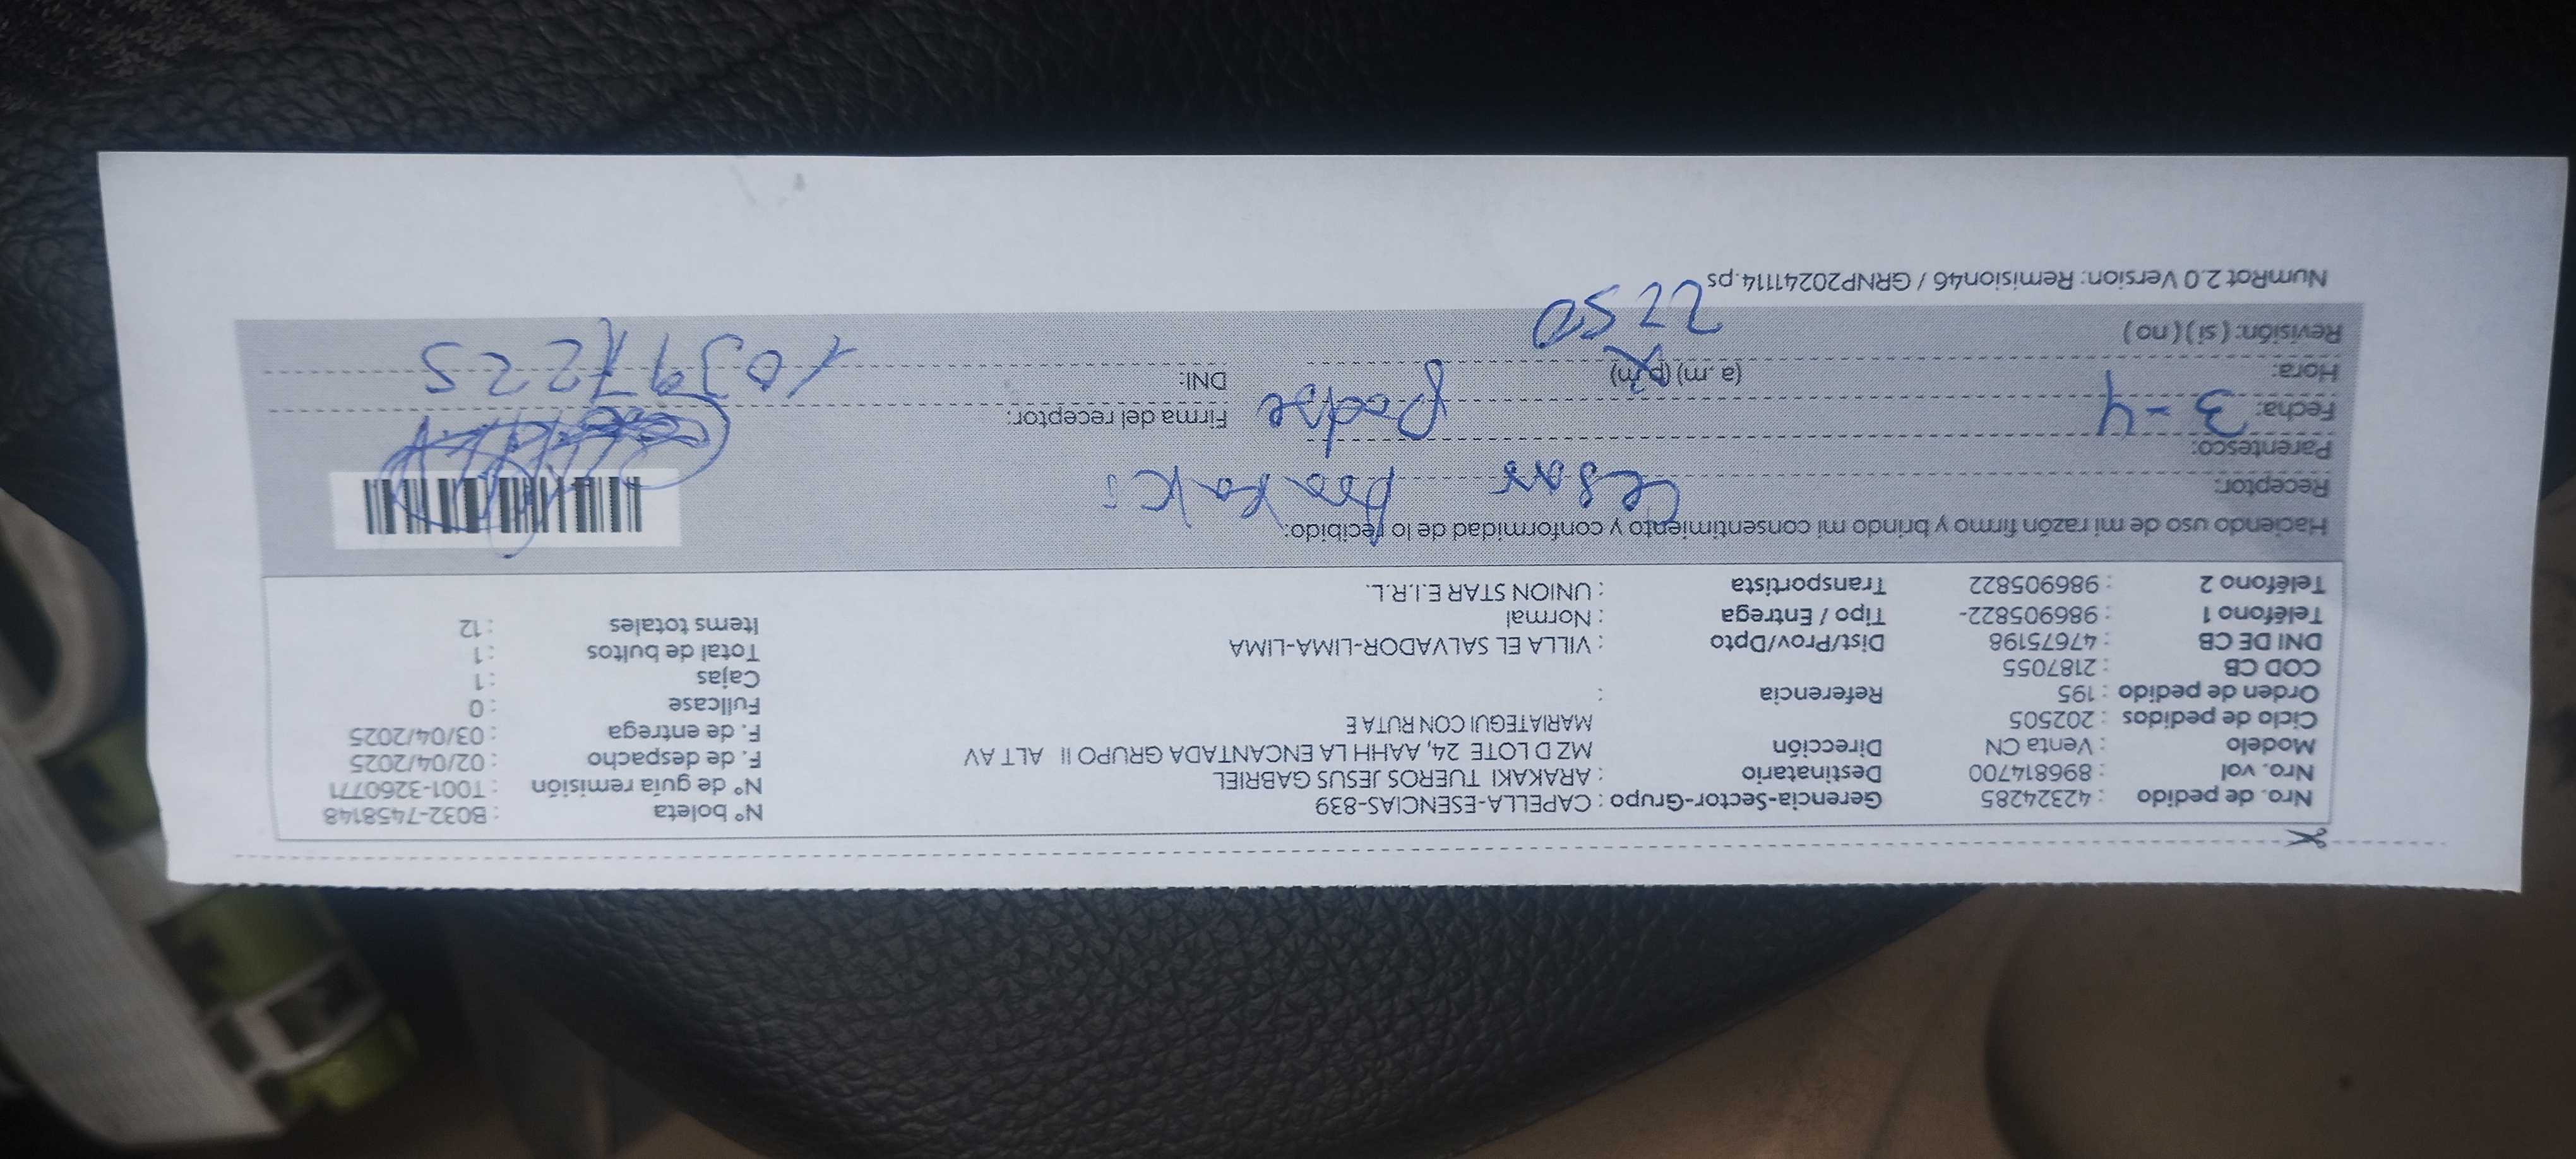 Nro. de pedido : 42324285 Gerencia-Sector-Grupo : CAPELLA-ESENCIAS-839 N° boleta : B032-7458148
Nro. vol : 896814700 Destinatario : ARAKAKI TUEROS JESUS GABRIEL N° de guía remisión : T001-3260771
Modelo : Venta CN Dirección MZ D LOTE 24, AAHH LA ENCANTADA GRUPO II ALT AV F. de despacho : 02/04/2025
Ciclo de pedidos : 202505 MARIATEGUI CON RUTA E F. de entrega : 03/04/2025
Orden de pedido : 195 Referencia : Fullcase : 0
COD CB : 2187055 Cajas : 1
DNI DE CB : 47675198 Dist/Prov/Dpto : VILLA EL SALVADOR-LIMA-LIMA Total de bultos : 1
Teléfono 1 : 986905822- Tipo / Entrega : Normal Items totales : 12
Teléfono 2 : 986905822 Transportista : UNION STAR E.I.R.L.
Haciendo uso de mi razón firmo y brindo mi consentimiento y conformidad de lo recibido:
Receptor: Cesar Arakaki
Parentesco: Padre
Fecha: 3-4 Firma del receptor:
Hora: (a.m) (p.m) DNI: 10397225
Revisión: ( si ) ( no ) 2250
NumRot 2.0 Version: Remision46 / GRNP20241114.ps